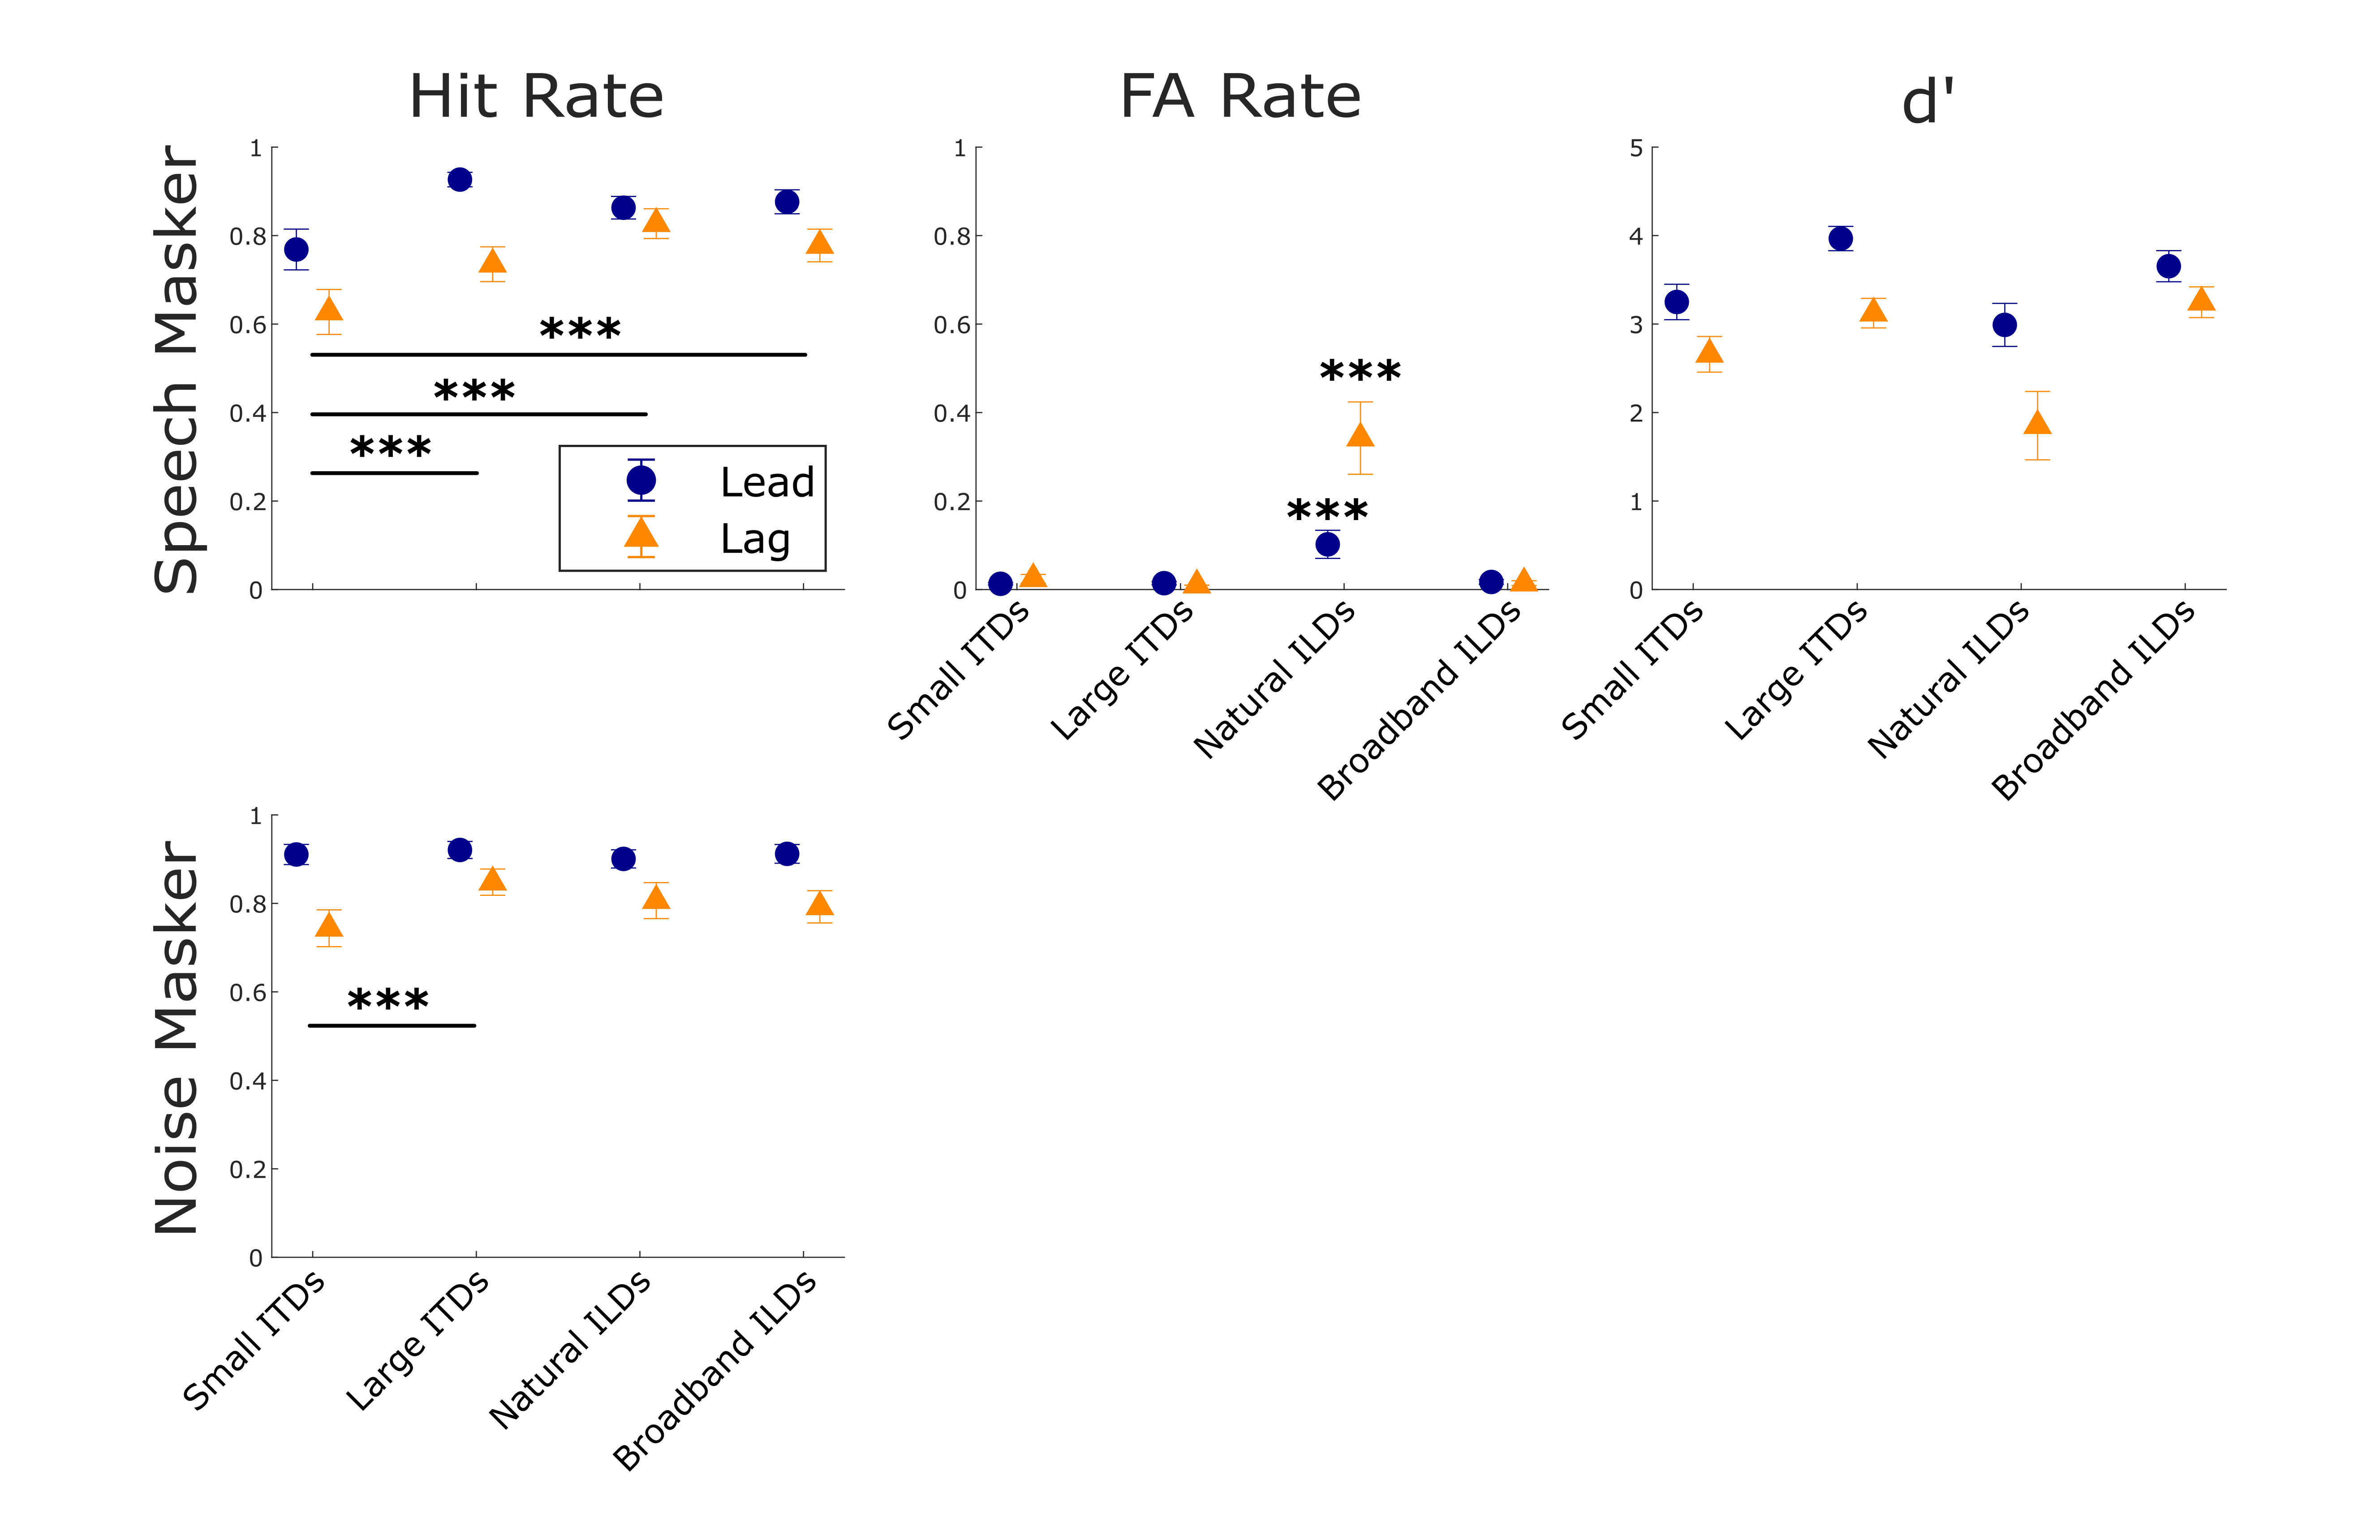 Hit Rate
FA Rate
d'
Speech Masker
1
0.8
0.6
0.4
0.2
0
***
***
***
Lead
Lag
1
0.8
0.6
0.4
0.2
0
***
***
Small ITDs
Large ITDs
Natural ILDs
Broadband ILDs
5
4
3
2
1
0
Small ITDs
Large ITDs
Natural ILDs
Broadband ILDs
Noise Masker
1
0.8
0.6
0.4
0.2
0
***
Small ITDs
Large ITDs
Natural ILDs
Broadband ILDs